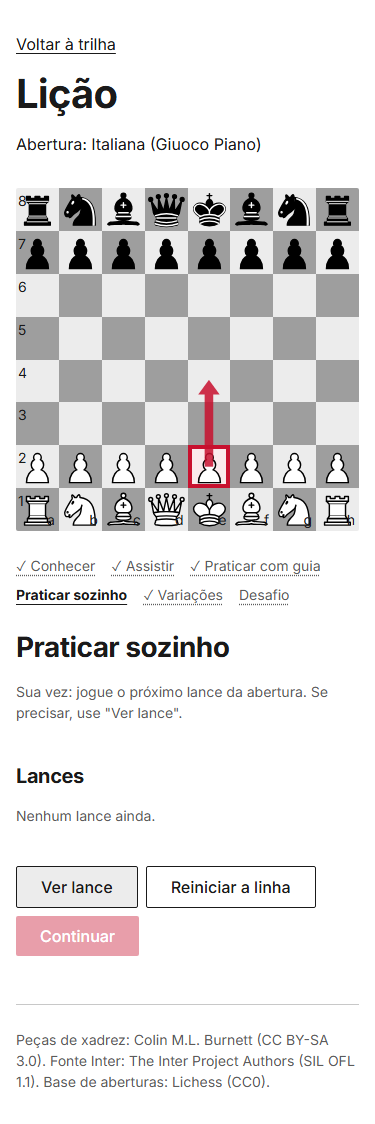 Voltar à trilha
Lição
Abertura: Italiana (Giuoco Piano)
8
7
6
5
4
3
2
1
a b c d e f g h
✓ Conhecer ✓ Assistir ✓ Praticar com guia
Praticar sozinho ✓ Variações Desafio
Praticar sozinho
Sua vez: jogue o próximo lance da abertura. Se
precisar, use "Ver lance".
Lances
Nenhum lance ainda.
Ver lance Reiniciar a linha
Continuar
Peças de xadrez: Colin M.L. Burnett (CC BY-SA
3.0). Fonte Inter: The Inter Project Authors (SIL OFL
1.1). Base de aberturas: Lichess (CC0).